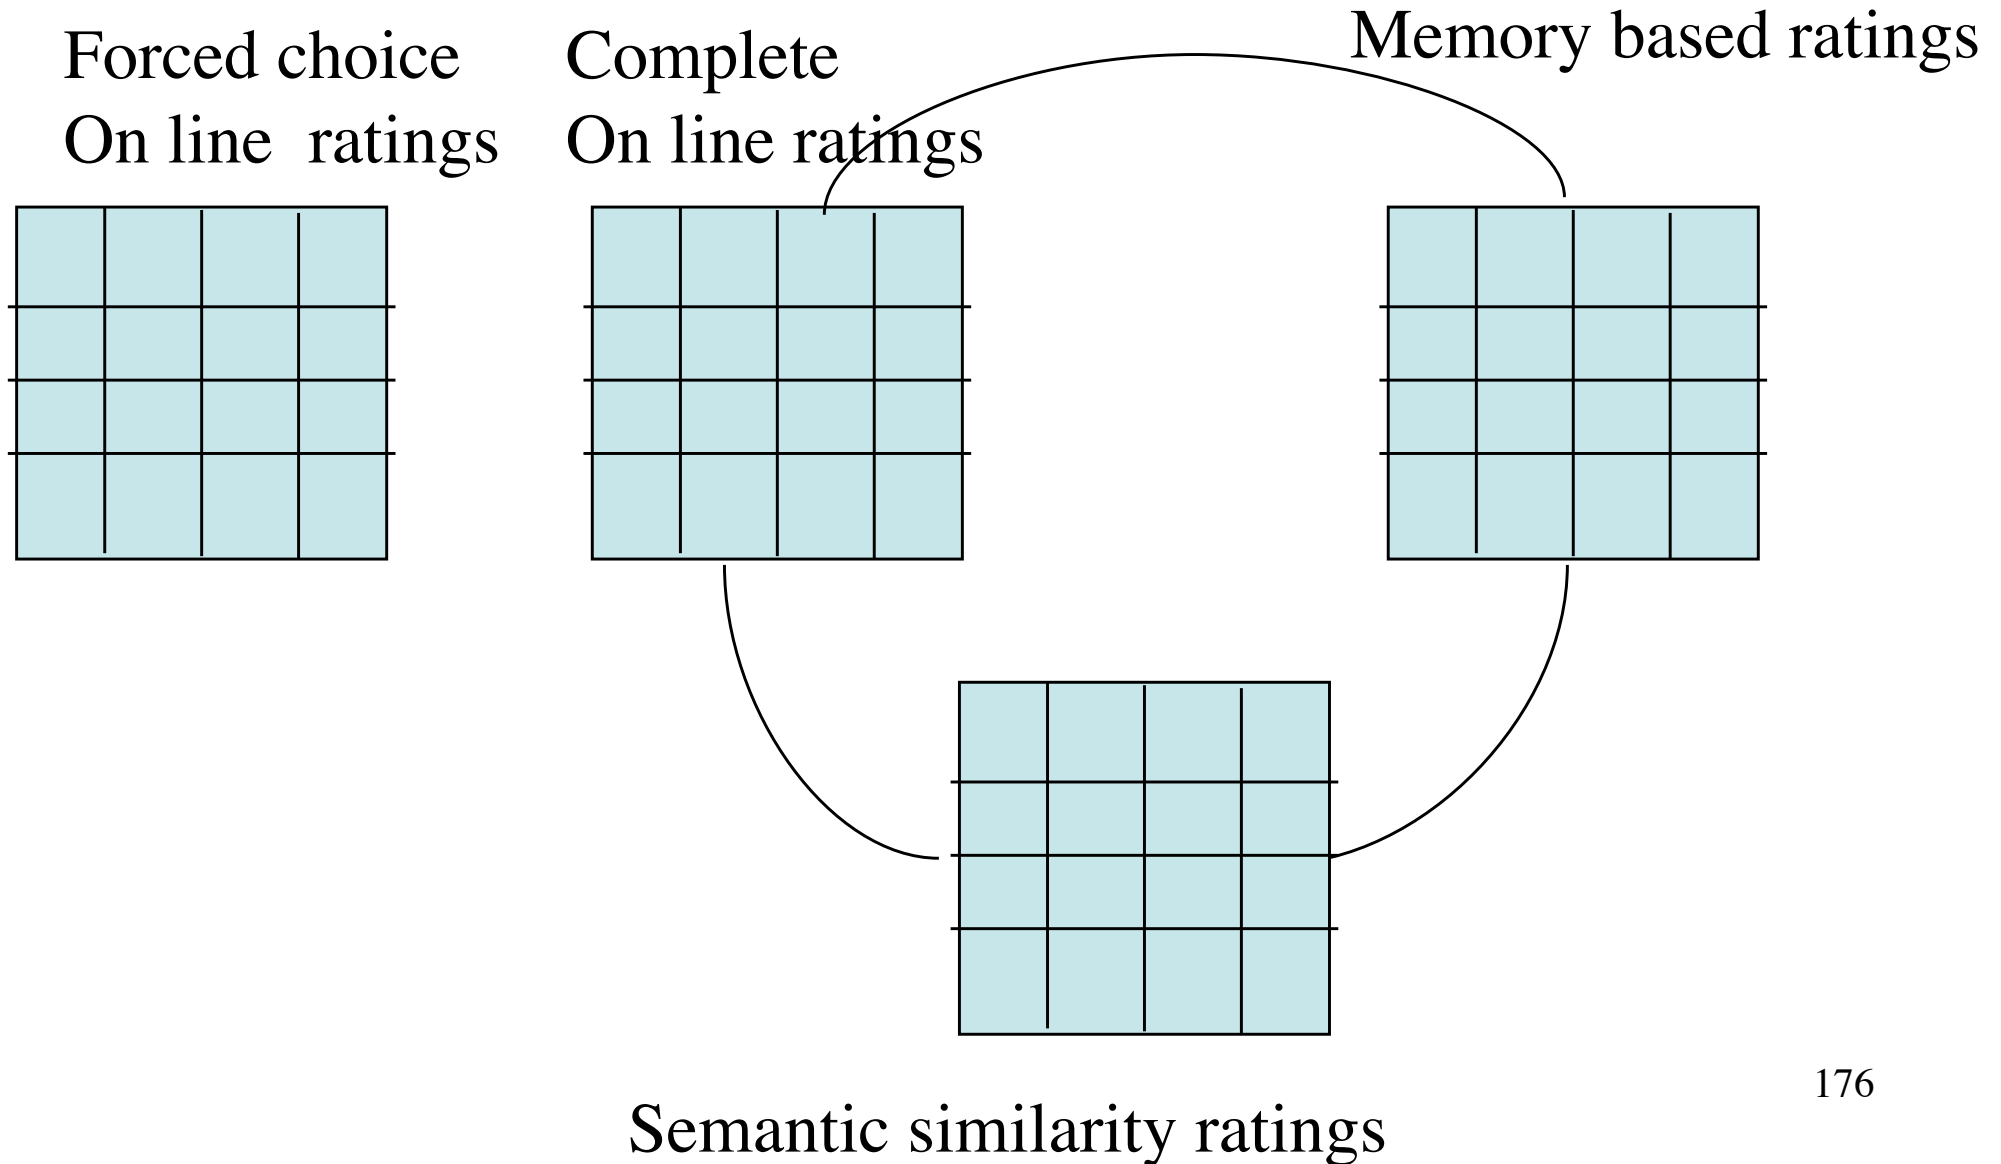 Forced choice
On line  ratings
Complete
On line ratings
Memory based ratings
Semantic similarity ratings
176